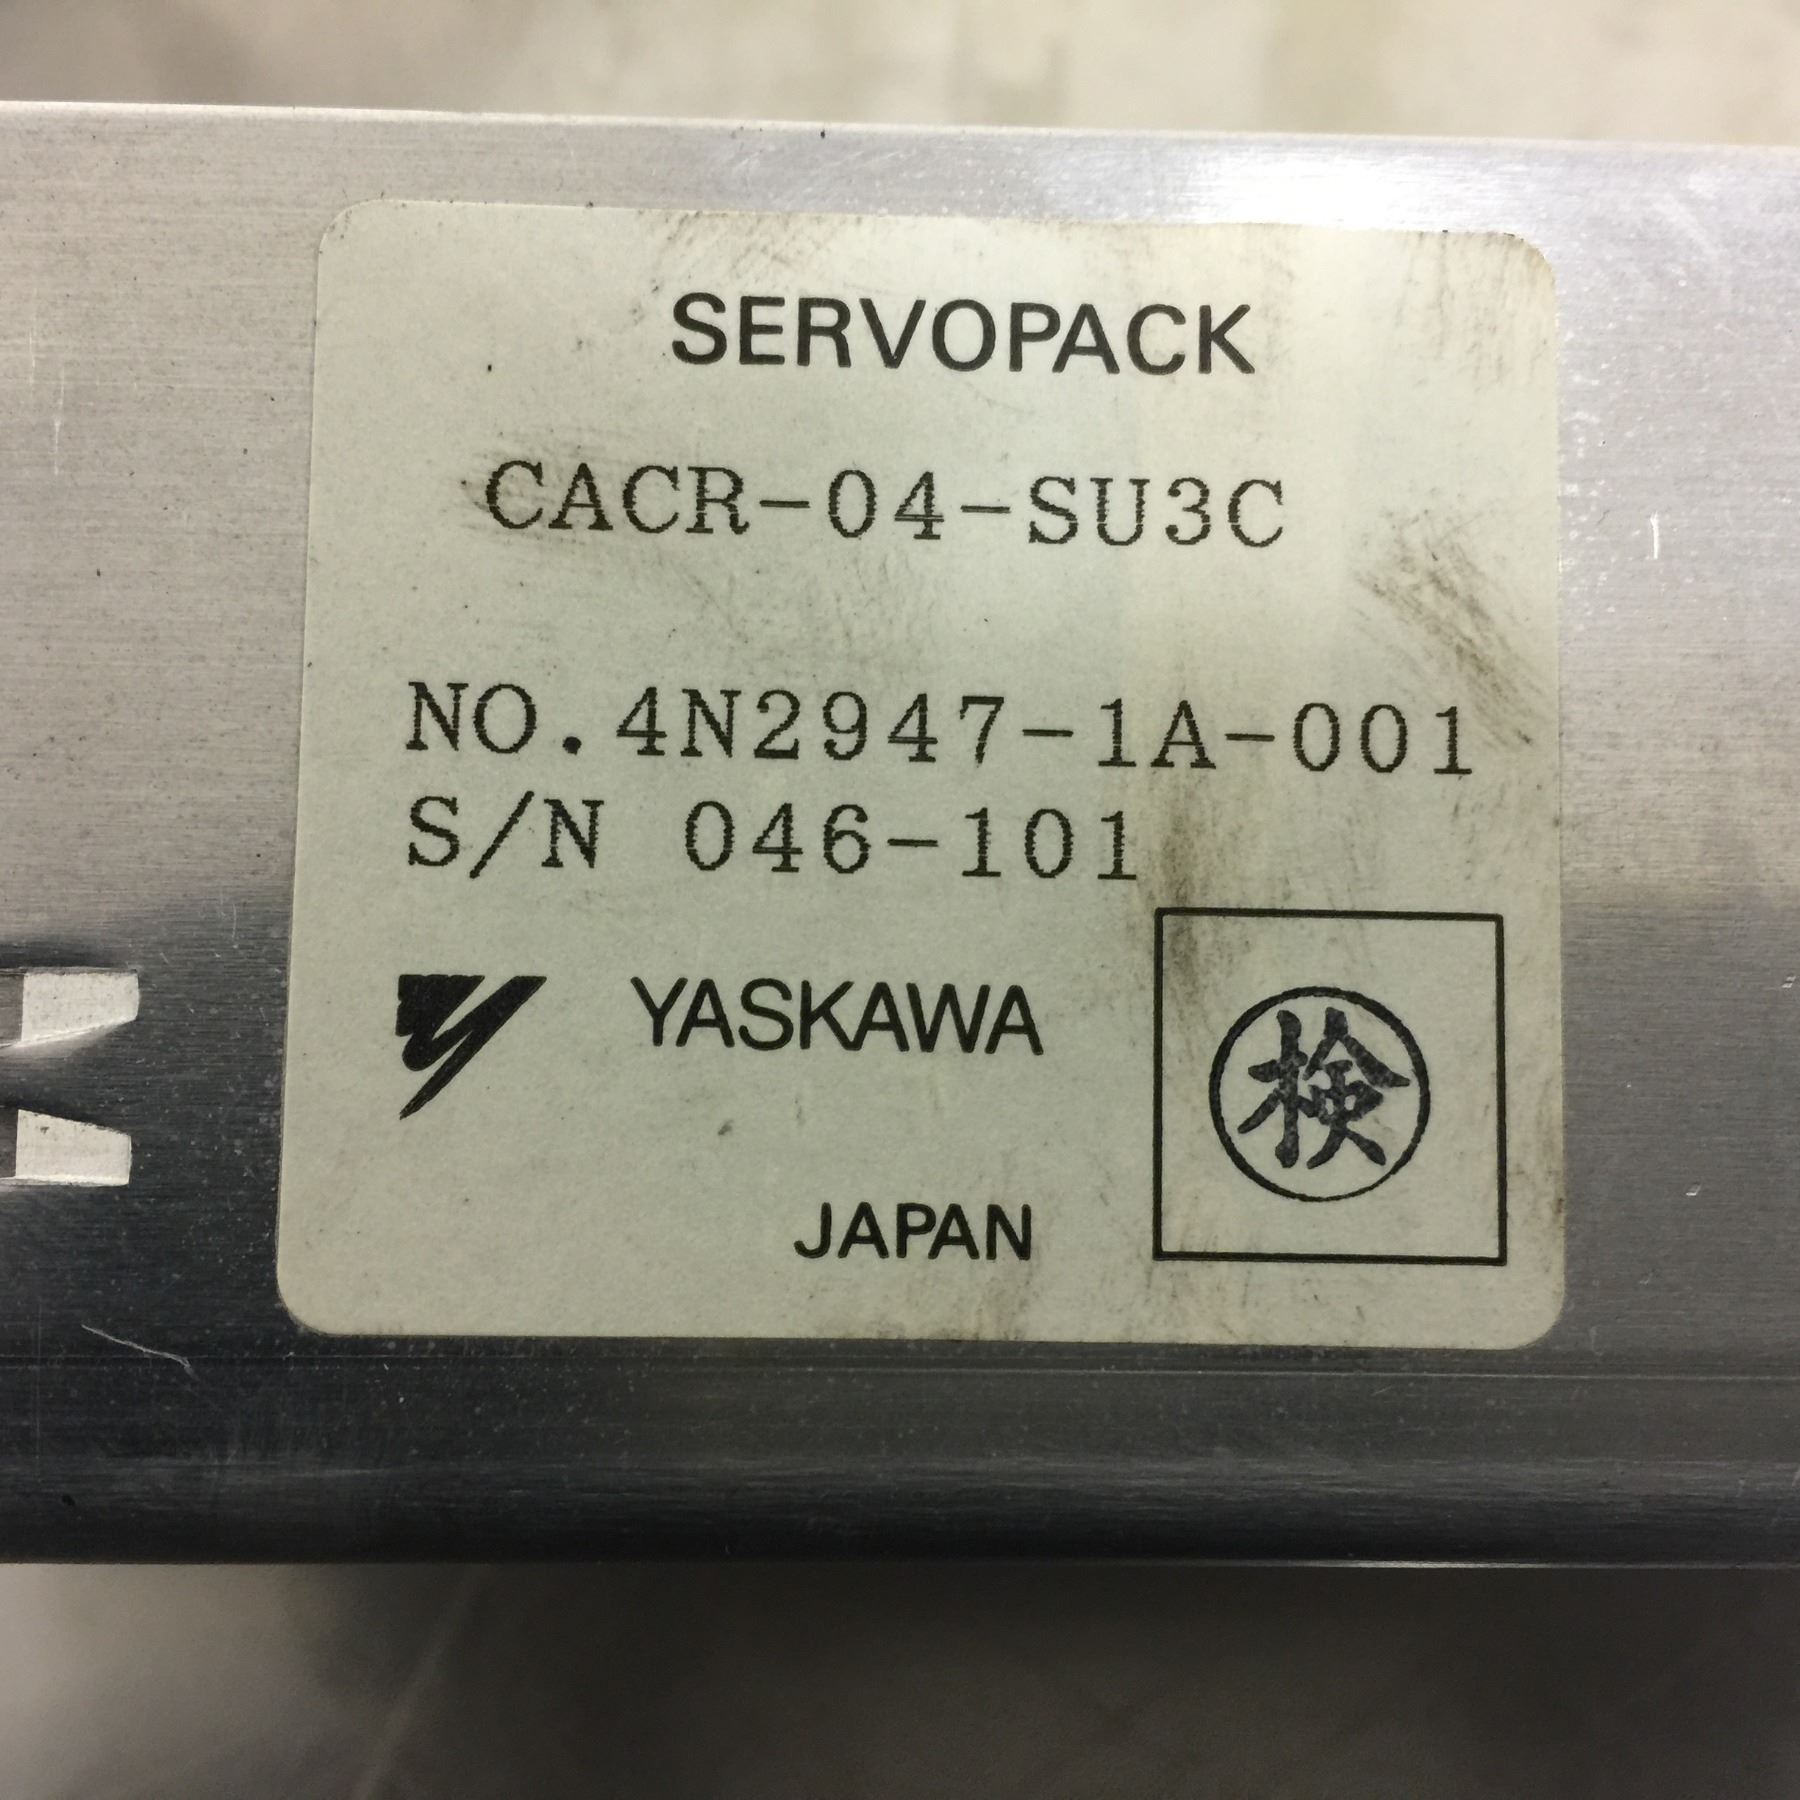 SERVOPACK
CACR-04-SU3C
NO.4N2947-1A-001
S/N 046-101
YASKAWA
検
JAPAN